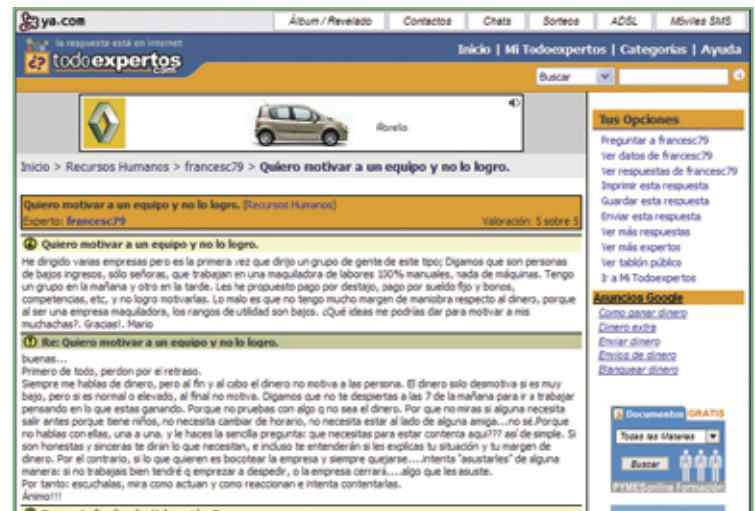 ya.com
Álbum / Revelado Contactos Chats Sorteos ADSL Móviles SMS
la respuesta está en internet
todoexpertos.com
Inicio | Mi Todoexpertos | Categorías | Ayuda
Buscar
Ábrelo
Inicio > Recursos Humanos > francesc79 > Quiero motivar a un equipo y no lo logro.
Quiero motivar a un equipo y no lo logro. (Recursos Humanos)
Experto: francesc79 Valoración: 5 sobre 5
Quiero motivar a un equipo y no lo logro.
He dirigido varias empresas pero es la primera vez que dirijo un grupo de gente de este tipo; Digamos que son personas
de bajos ingresos, sólo señoras, que trabajan en una maquiladora de labores 100% manuales, nada de máquinas. Tengo
un grupo en la mañana y otro en la tarde. Les he propuesto pago por destajo, pago por sueldo fijo y bonos,
competencias, etc, y no logro motivarlas. Lo malo es que no tengo mucho margen de maniobra respecto al dinero, porque
al ser una empresa maquiladora, los rangos de utilidad son bajos. ¿Qué ideas me podrías dar para motivar a mis
muchachas?. Gracias!. Mario
Re: Quiero motivar a un equipo y no lo logro.
buenas...
Primero de todo, perdon por el retraso.
Siempre me hablas de dinero, pero al fin y al cabo el dinero no motiva a las persona. El dinero solo desmotiva si es muy
bajo, pero si es normal o elevado, al final no motiva. Digamos que no te despiertas a las 7 de la mañana para ir a trabajar
pensando en lo que estas ganando. Porque no pruebas con algo q no sea el dinero. Por que no miras si alguna necesita
salir antes porque tiene niños, no necesita cambiar de horario, no necesita estar al lado de alguna amiga...no sé.Porque
no hablas con ellas, una a una. y le haces la sencilla pregunta: que necesitas para estar contenta aqui??? así de simple. Si
son honestas y sinceras te diran lo que necesitan, e incluso te entenderán si les explicas tu situación y tu margen de
dinero. Por el contrario, si lo que quieren es bocotear la empresa y siempre quejarse....intenta "asustarles" de alguna
manera: si no trabajais bien tendré q emprezar a despedir, o la empresa cerrará....algo que les asuste.
Por tanto: escuchalas, mira como actuan y como reaccionan e intenta contentarlas.
Ánimo!!!
Tus Opciones
Preguntar a francesc79
Ver datos de francesc79
Ver respuestas de francesc79
Imprimir esta respuesta
Guardar esta respuesta
Enviar esta respuesta
Ver más respuestas
Ver más expertos
Ver tablón público
Ir a Mi Todoexpertos
Anuncios Google
Como ganar dinero
Dinero extra
Enviar dinero
Envios de dinero
Blanquear dinero
Documentos GRATIS
Todas las Materias
Buscar
PYMESonline Formación